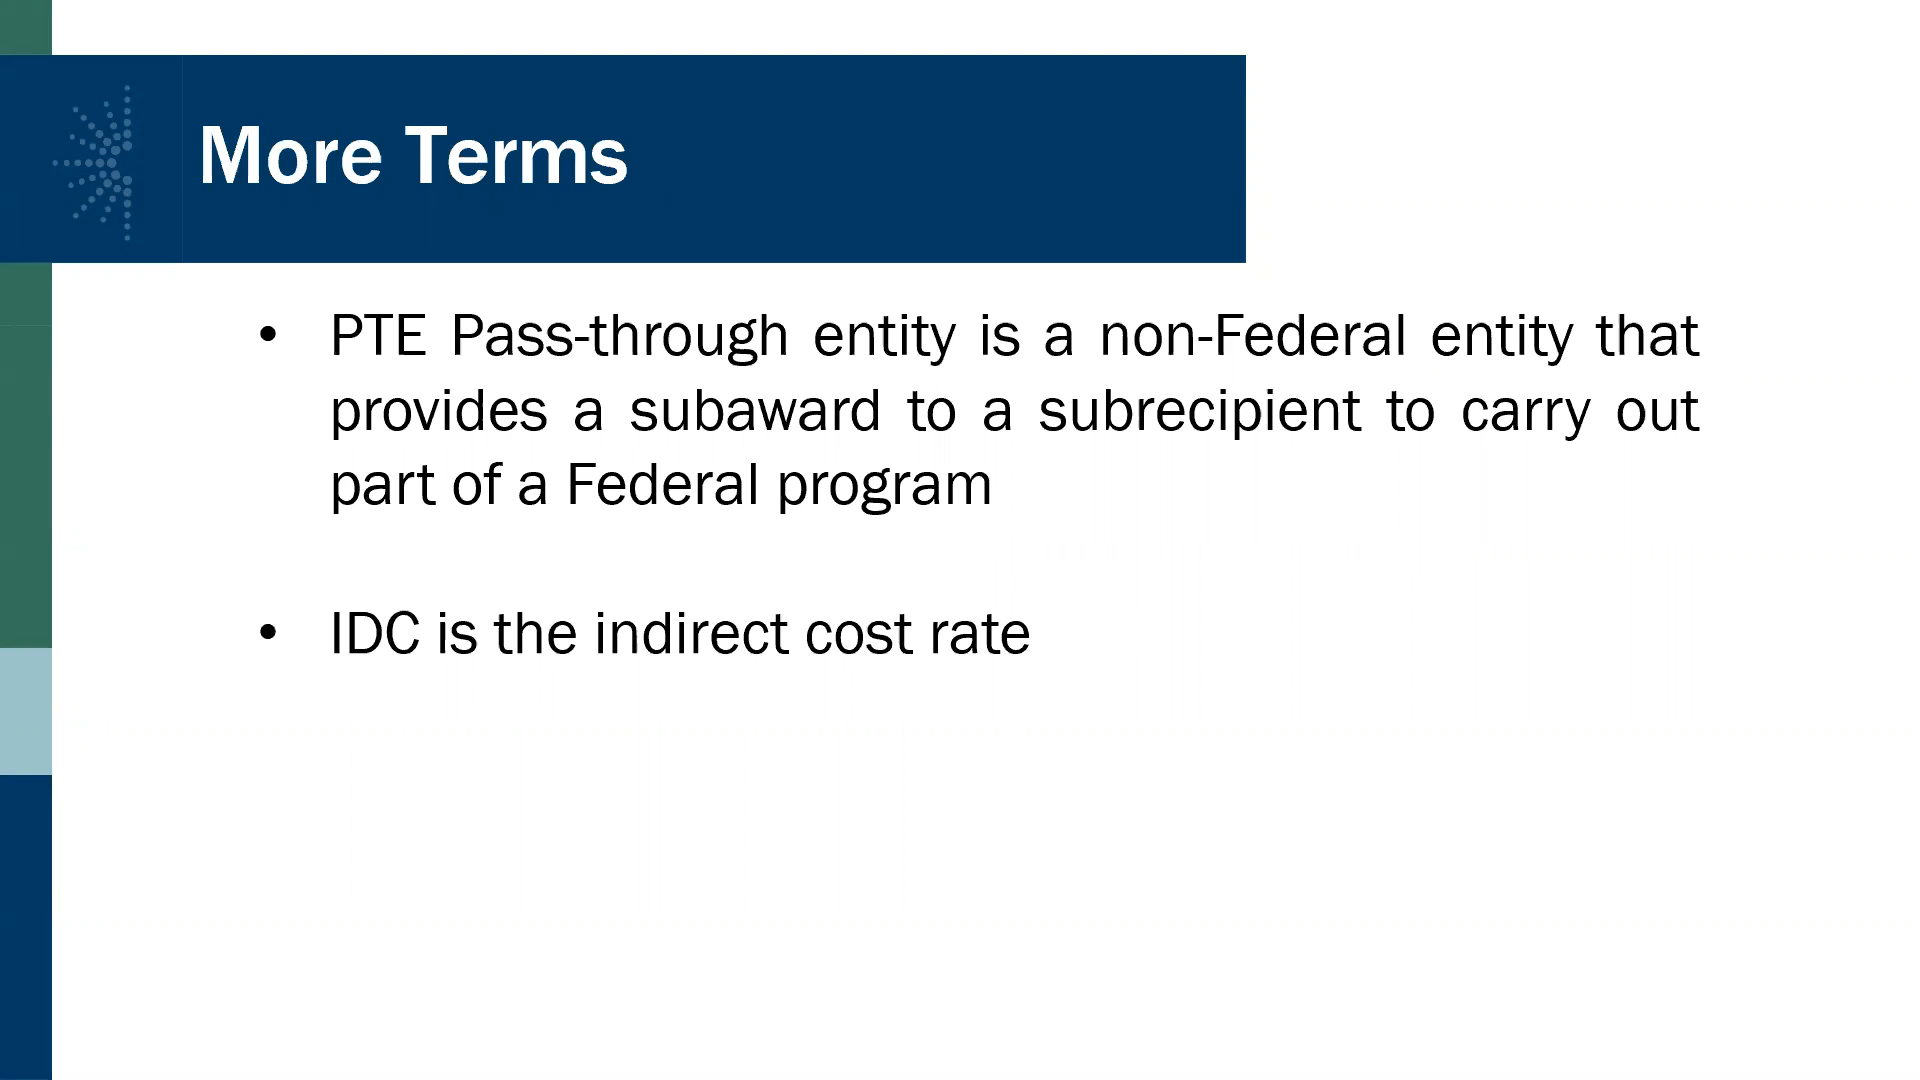 More Terms
• PTE Pass-through entity is a non-Federal entity that
provides a subaward to a subrecipient to carry out
part of a Federal program
• IDC is the indirect cost rate